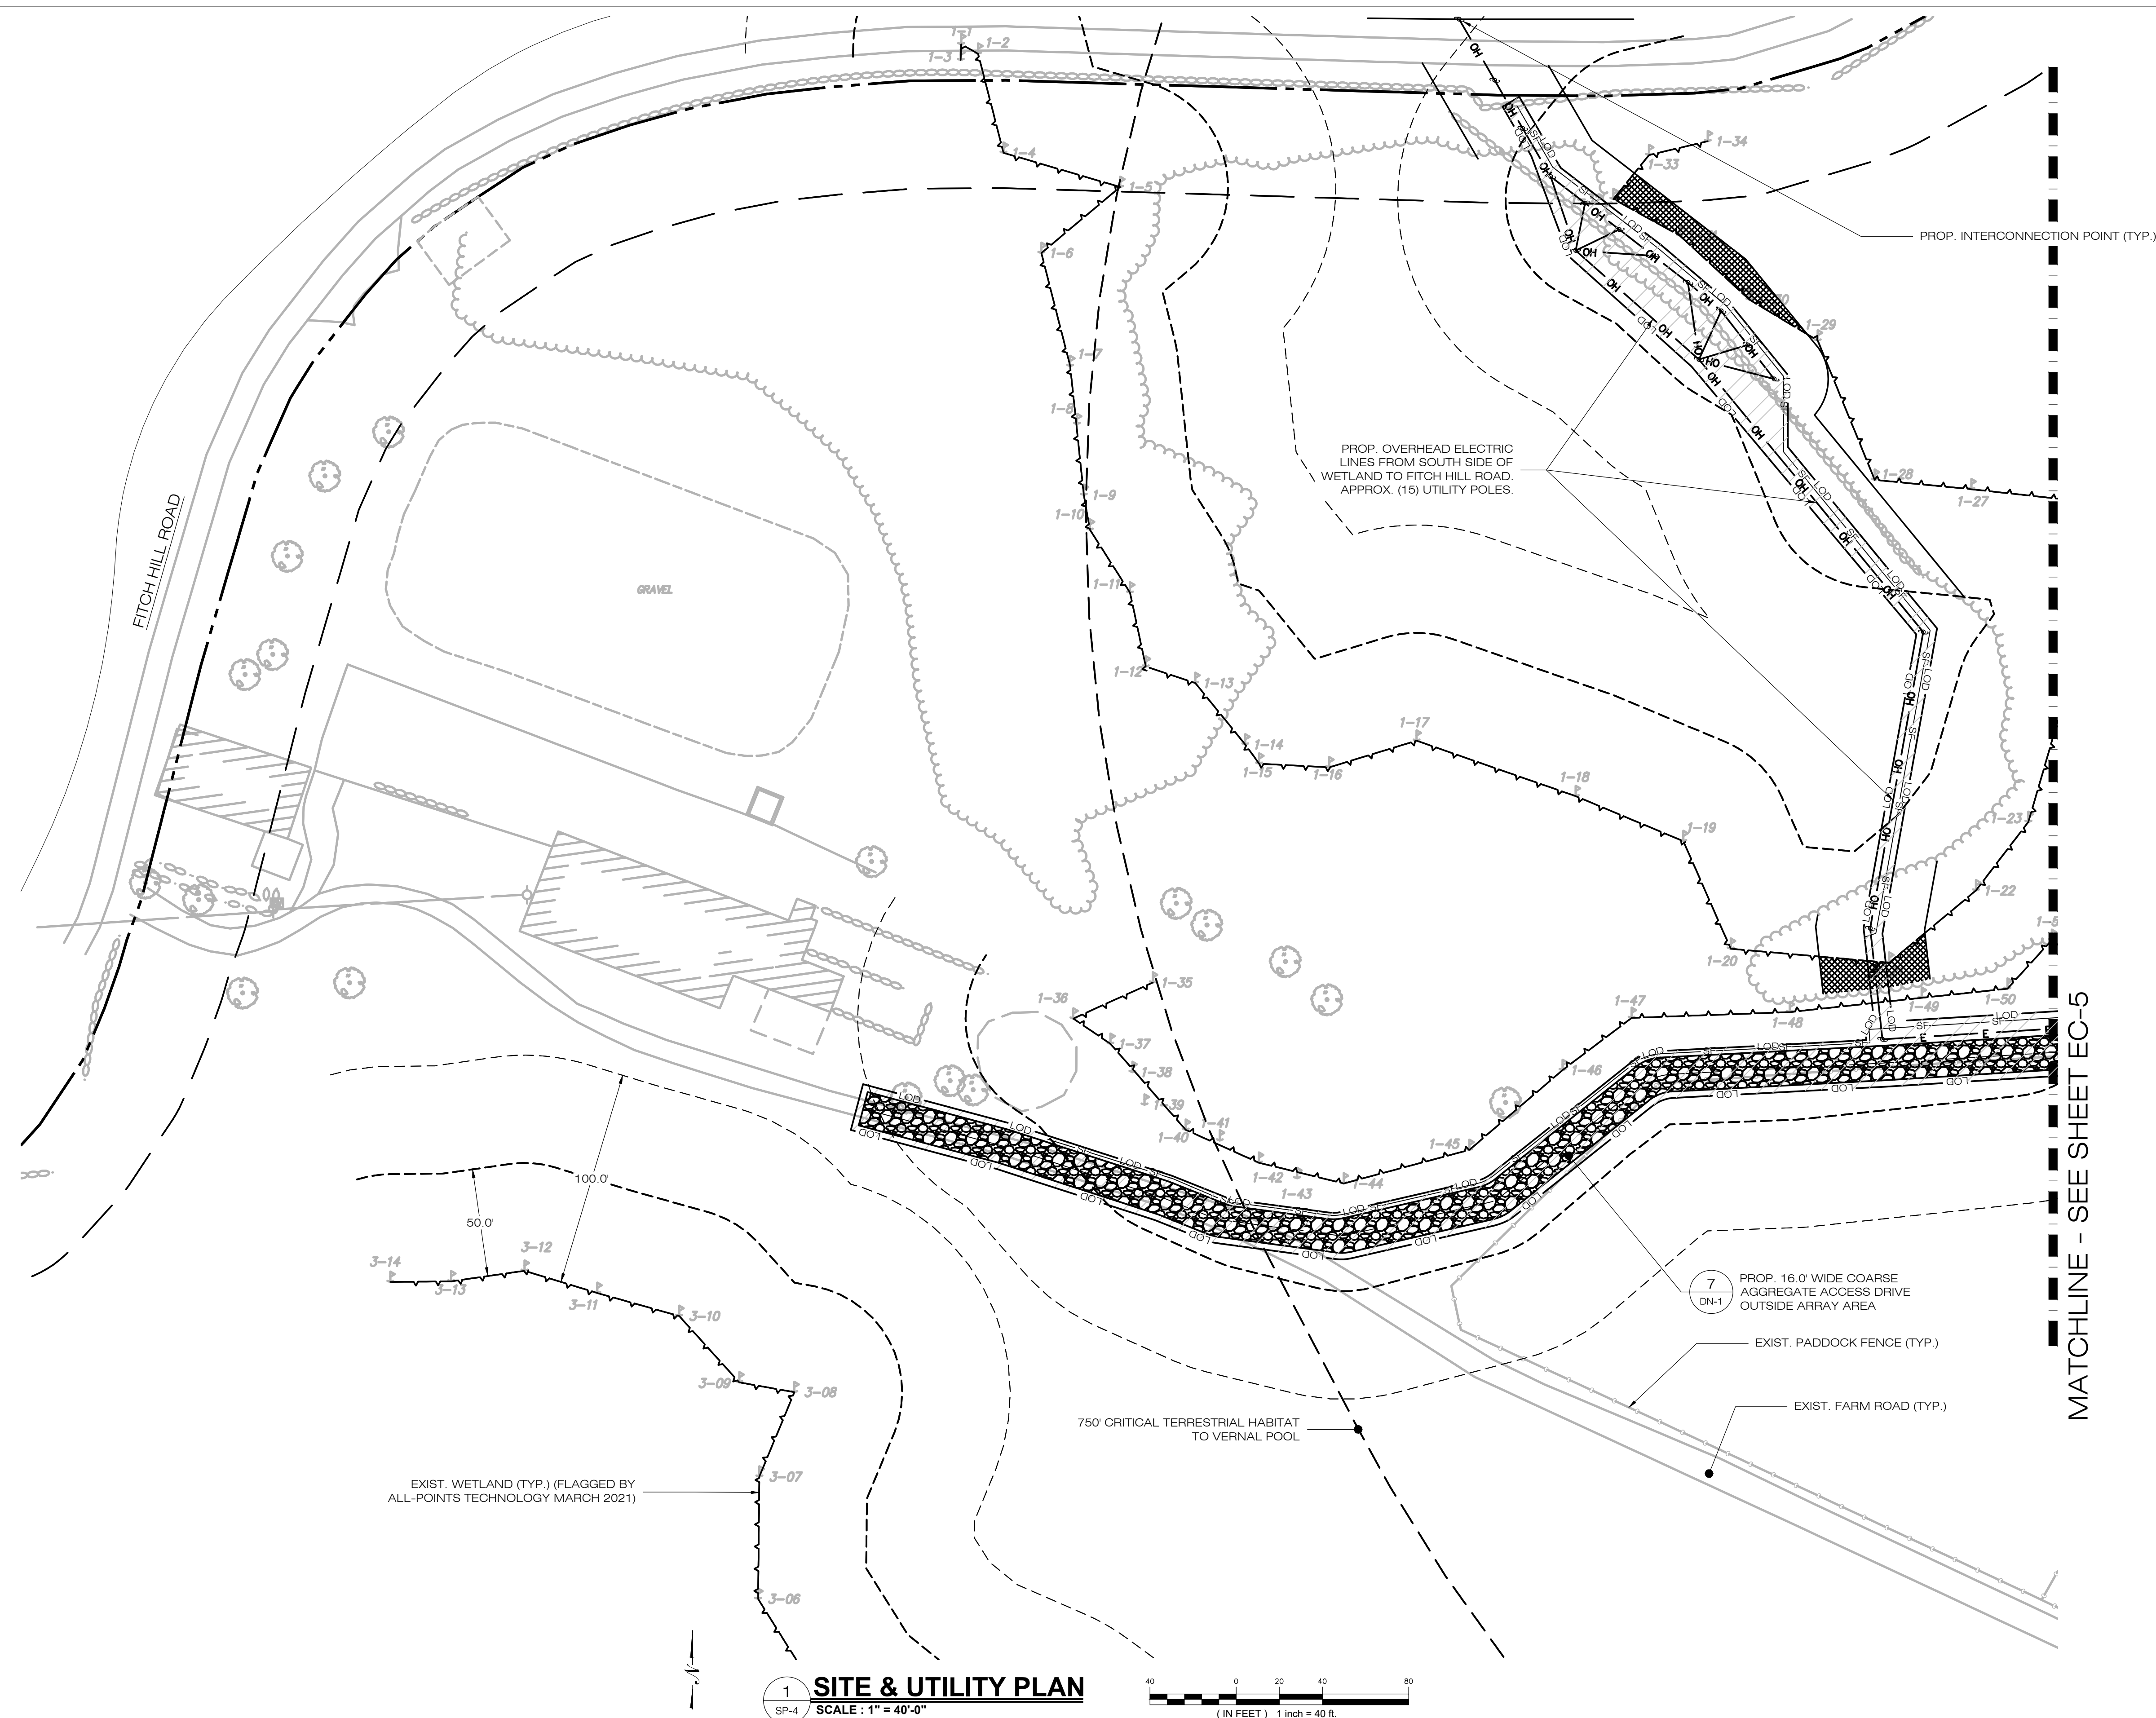 1-1
1-2
1-3
1-4
1-5
1-6
1-7
1-8
1-9
1-10
1-11
1-12
1-13
1-14
1-15
1-16
1-17
1-18
1-19
1-20
1-22
1-23
1-27
1-28
1-29
1-33
1-34
PROP. INTERCONNECTION POINT (TYP.)
PROP. OVERHEAD ELECTRIC
LINES FROM SOUTH SIDE OF
WETLAND TO FITCH HILL ROAD.
APPROX. (15) UTILITY POLES.
FITCH HILL ROAD
GRAVEL
OH
SF
LOD
E
1-35
1-36
1-37
1-38
1-39
1-40
1-41
1-42
1-43
1-44
1-45
1-46
1-47
1-48
1-49
1-50
100.0'
50.0'
3-14
3-13
3-12
3-11
3-10
3-09
3-08
3-07
3-06
7
DN-1
PROP. 16.0' WIDE COARSE
AGGREGATE ACCESS DRIVE
OUTSIDE ARRAY AREA
EXIST. PADDOCK FENCE (TYP.)
EXIST. FARM ROAD (TYP.)
750' CRITICAL TERRESTRIAL HABITAT
TO VERNAL POOL
EXIST. WETLAND (TYP.) (FLAGGED BY
ALL-POINTS TECHNOLOGY MARCH 2021)
MATCHLINE - SEE SHEET EC-5
N
1
SP-4
SITE & UTILITY PLAN
SCALE : 1" = 40'-0"
40 0 20 40 80
( IN FEET ) 1 inch = 40 ft.